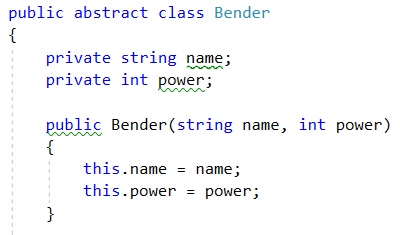 public abstract class Bender
{
    private string name;
    private int power;

    public Bender(string name, int power)
    {
        this.name = name;
        this.power = power;
    }